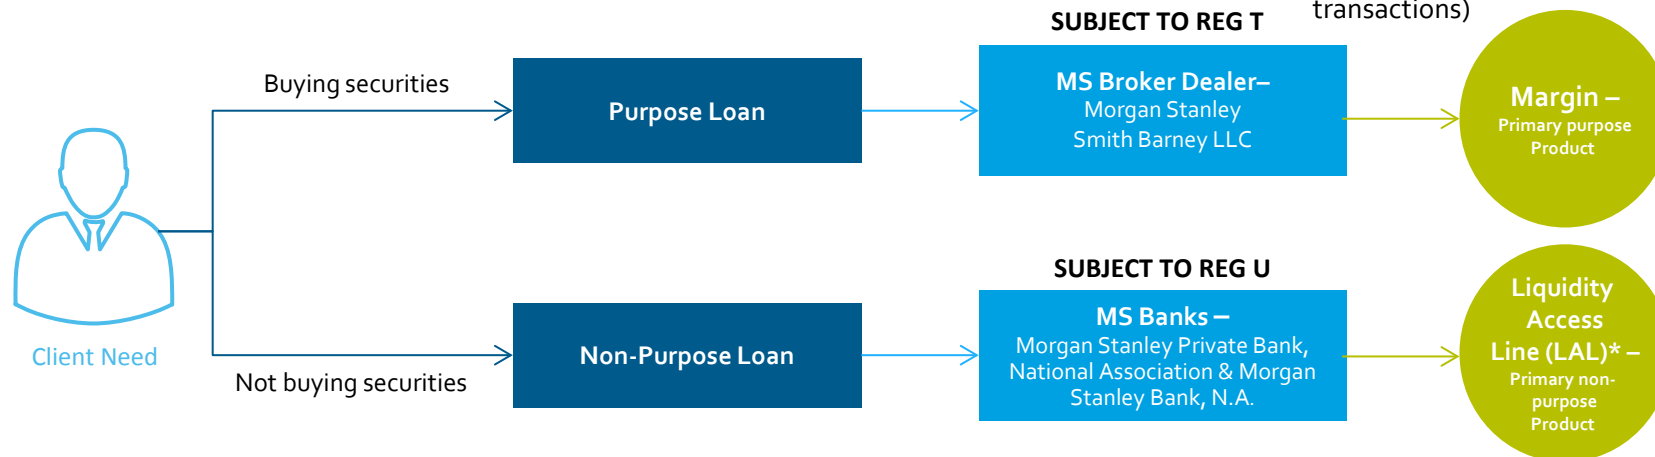 transactions)
SUBJECT TO REG T
Buying securities
Purpose Loan
MS Broker Dealer–
Morgan Stanley
Smith Barney LLC
Margin –
Primary purpose
Product
Client Need
SUBJECT TO REG U
Not buying securities
Non-Purpose Loan
MS Banks –
Morgan Stanley Private Bank,
National Association & Morgan
Stanley Bank, N.A.
Liquidity
Access
Line (LAL)* –
Primary non-
purpose
Product